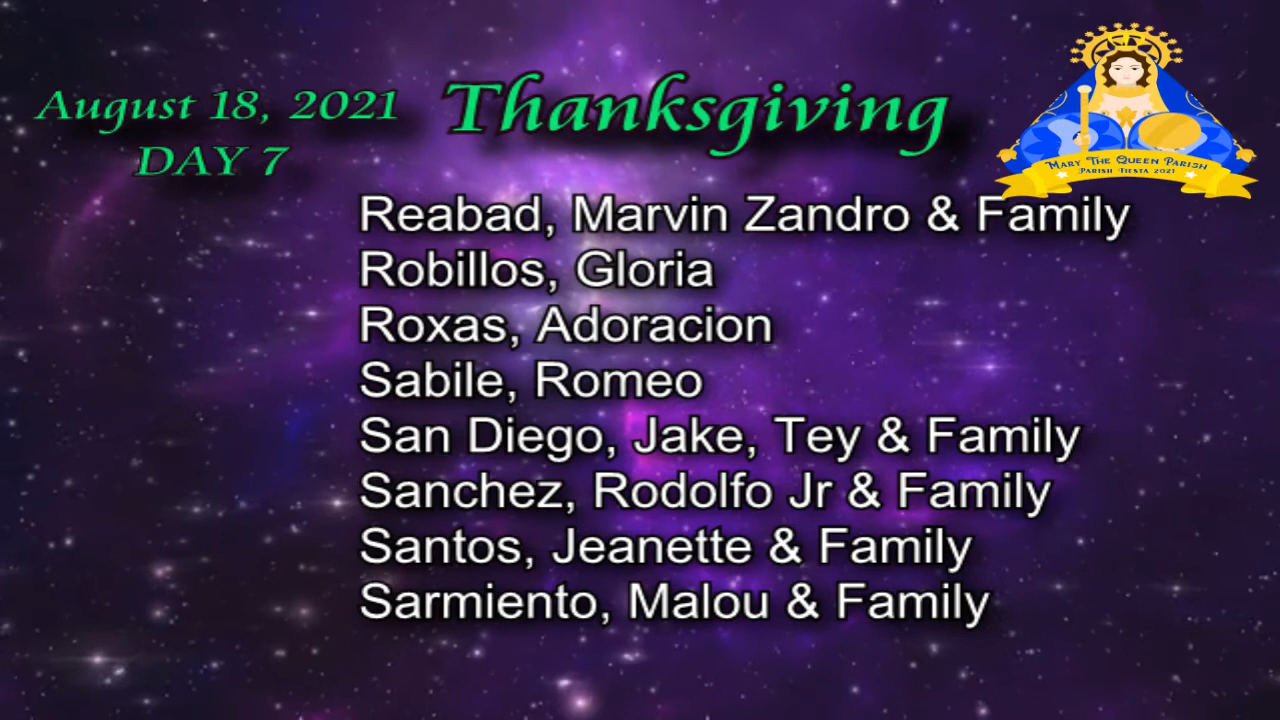 August 18, 2021
DAY 7
Thanksgiving
MARY THE QUEEN PARISH
PARISH FIESTA 2021
Reabad, Marvin Zandro & Family
Robillos, Gloria
Roxas, Adoracion
Sabile, Romeo
San Diego, Jake, Tey & Family
Sanchez, Rodolfo Jr & Family
Santos, Jeanette & Family
Sarmiento, Malou & Family